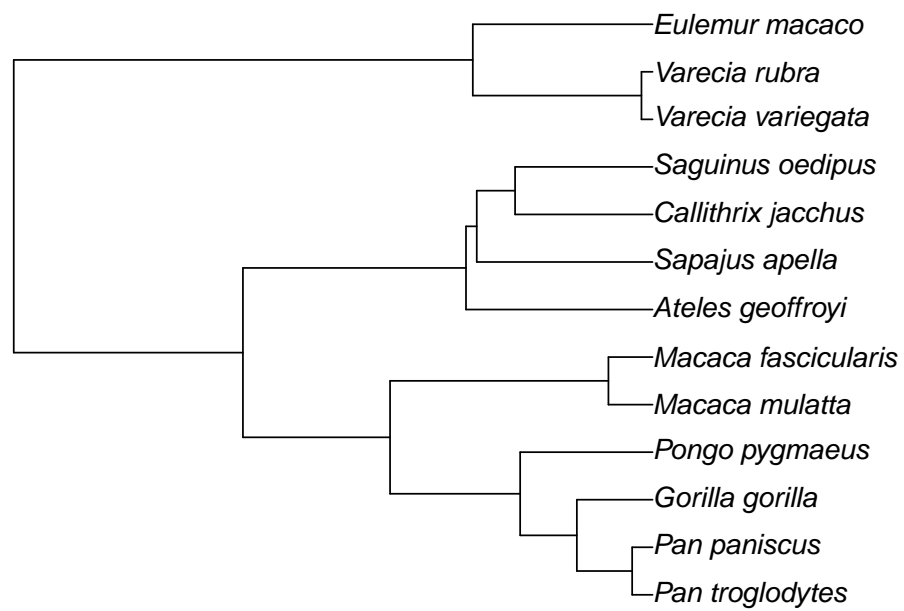 Eulemur macaco
Varecia rubra
Varecia variegata
Saguinus oedipus
Callithrix jacchus
Sapajus apella
Ateles geoffroyi
Macaca fascicularis
Macaca mulatta
Pongo pygmaeus
Gorilla gorilla
Pan paniscus
Pan troglodytes